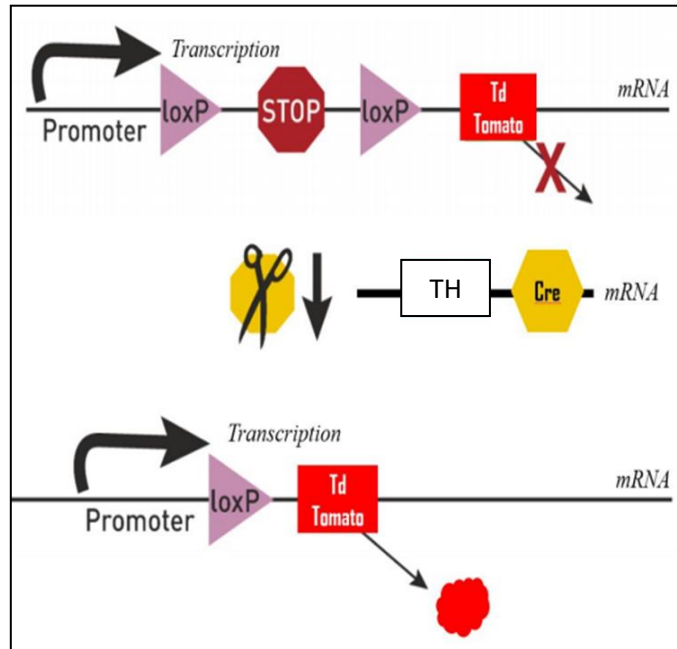 Transcription
loxP STOP loxP Td
Tomato mRNA
Promoter X
TH Cre mRNA
Transcription
loxP Td
Tomato mRNA
Promoter